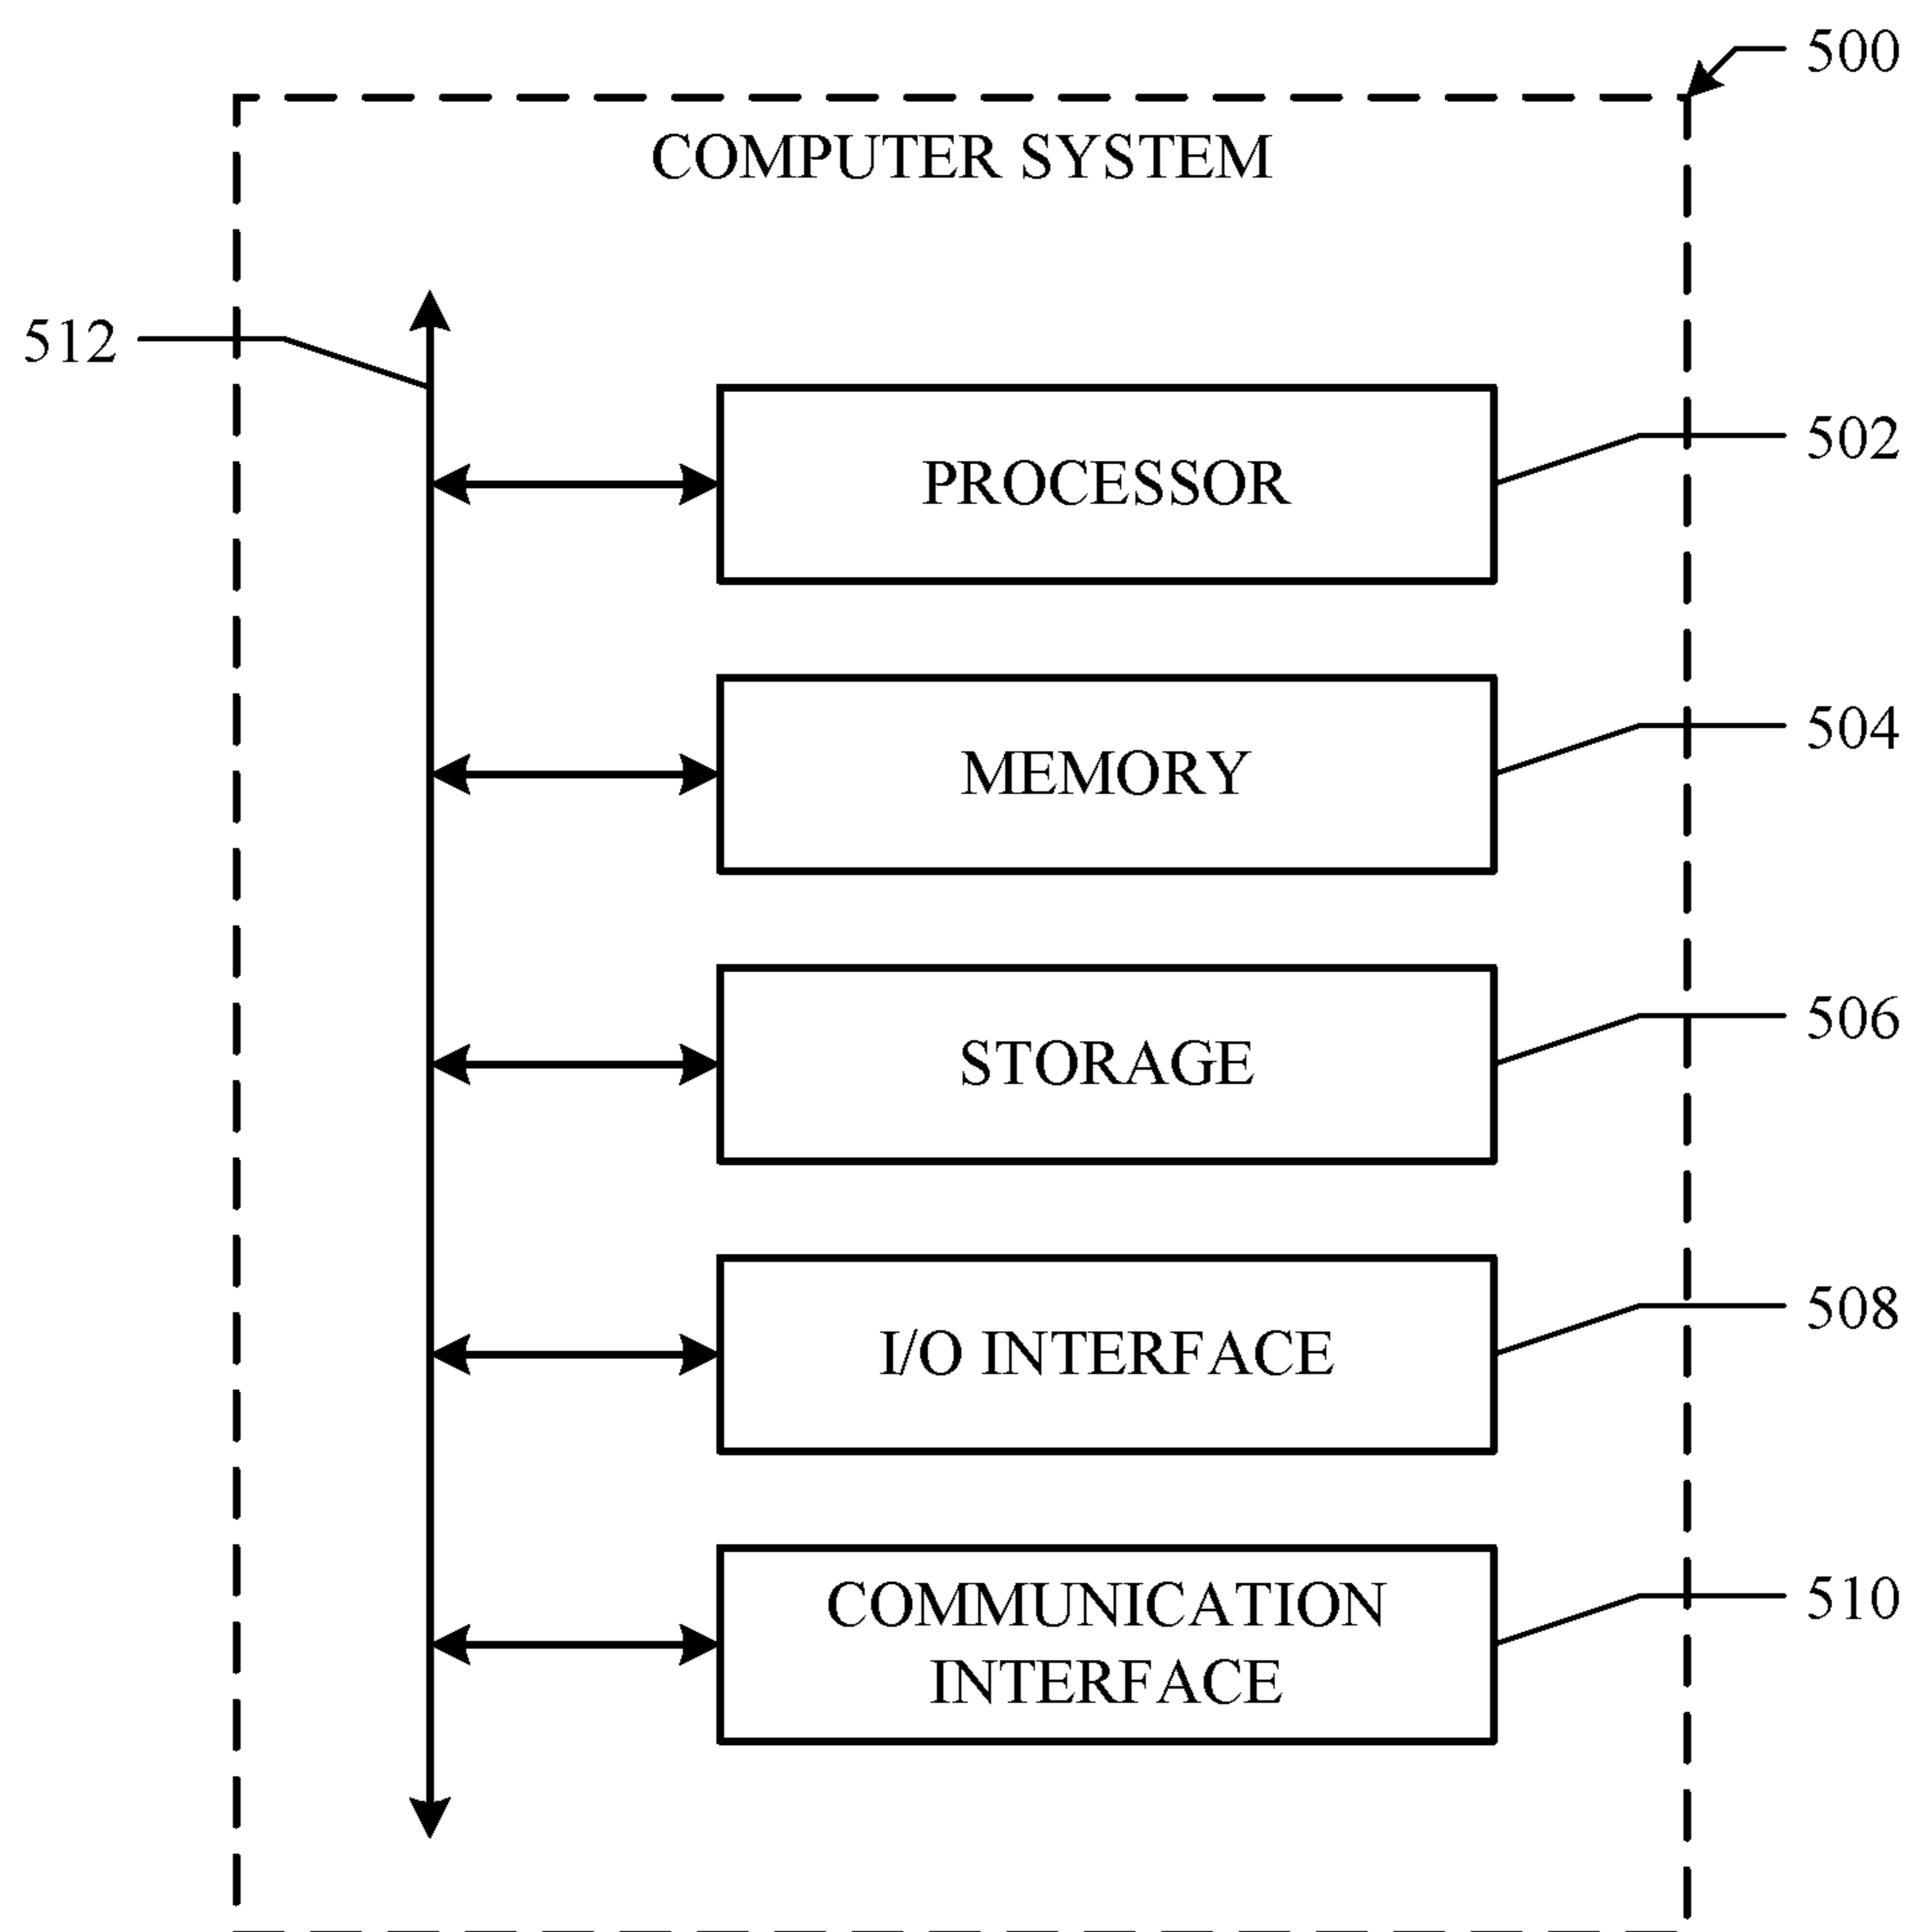 500
COMPUTER SYSTEM
512
502
PROCESSOR
504
MEMORY
506
STORAGE
508
I/O INTERFACE
510
COMMUNICATION
INTERFACE